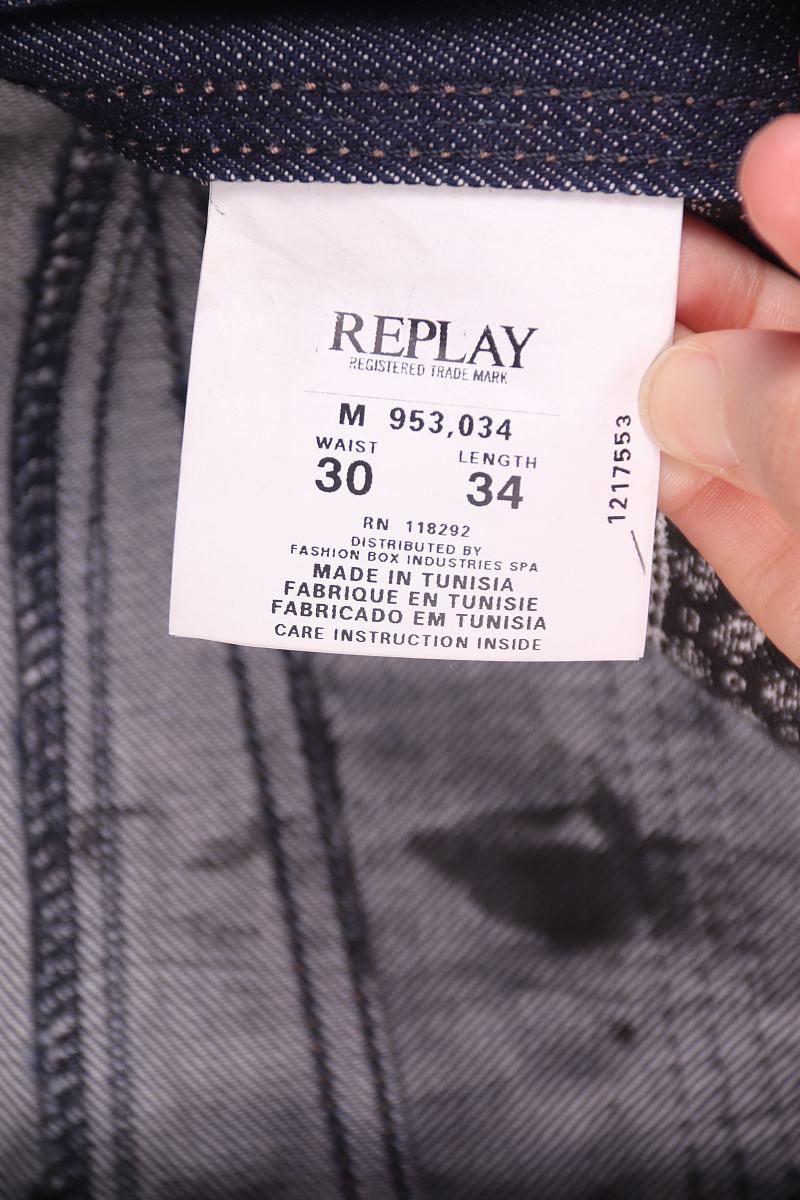 REPLAY
REGISTERED TRADE MARK
M 953,034
WAIST LENGTH
30 34
RN 118292
DISTRIBUTED BY
FASHION BOX INDUSTRIES SPA
MADE IN TUNISIA
FABRIQUE EN TUNISIE
FABRICADO EM TUNISIA
CARE INSTRUCTION INSIDE
1217553